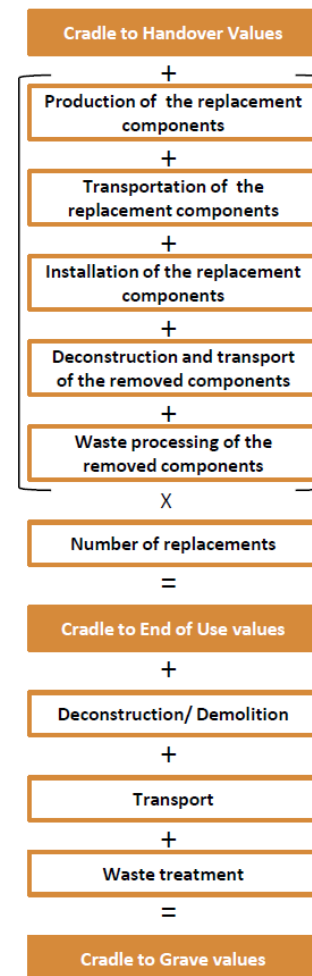 Cradle to Handover Values
+
Production of the replacement
components
+
Transportation of the
replacement components
+
Installation of the replacement
components
+
Deconstruction and transport
of the removed components
+
Waste processing of the
removed components
X
Number of replacements
=
Cradle to End of Use values
+
Deconstruction/ Demolition
+
Transport
+
Waste treatment
=
Cradle to Grave values